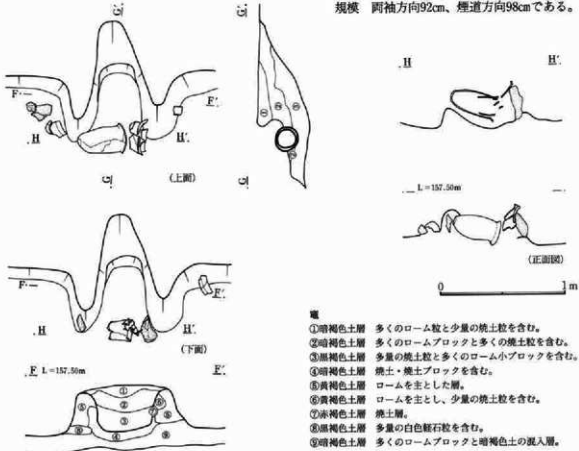 規模 両袖方向92cm、煙道方向98cmである。
G'
G'
F
F'
H
H'
H
H'
G
(上面)
G
L=157.50m
(正面図)
0 1m
F
F'
H
H'
(下面)
F L=157.50m F'
竈
①暗褐色土層 多くのローム粒と少量の焼土粒を含む。
②暗褐色土層 多くのロームブロックと多くの焼土粒を含む。
③黒褐色土層 多量の焼土粒と多くのローム小ブロックを含む。
④暗褐色土層 焼土・焼土ブロックを含む。
⑤黄褐色土層 ロームを主とした層。
⑥黄褐色土層 ロームを主とし、少量の焼土粒を含む。
⑦赤褐色土層 焼土層。
⑧黒褐色土層 多量の白色軽石粒を含む。
⑨暗褐色土層 多くのロームブロックと暗褐色土の混入層。